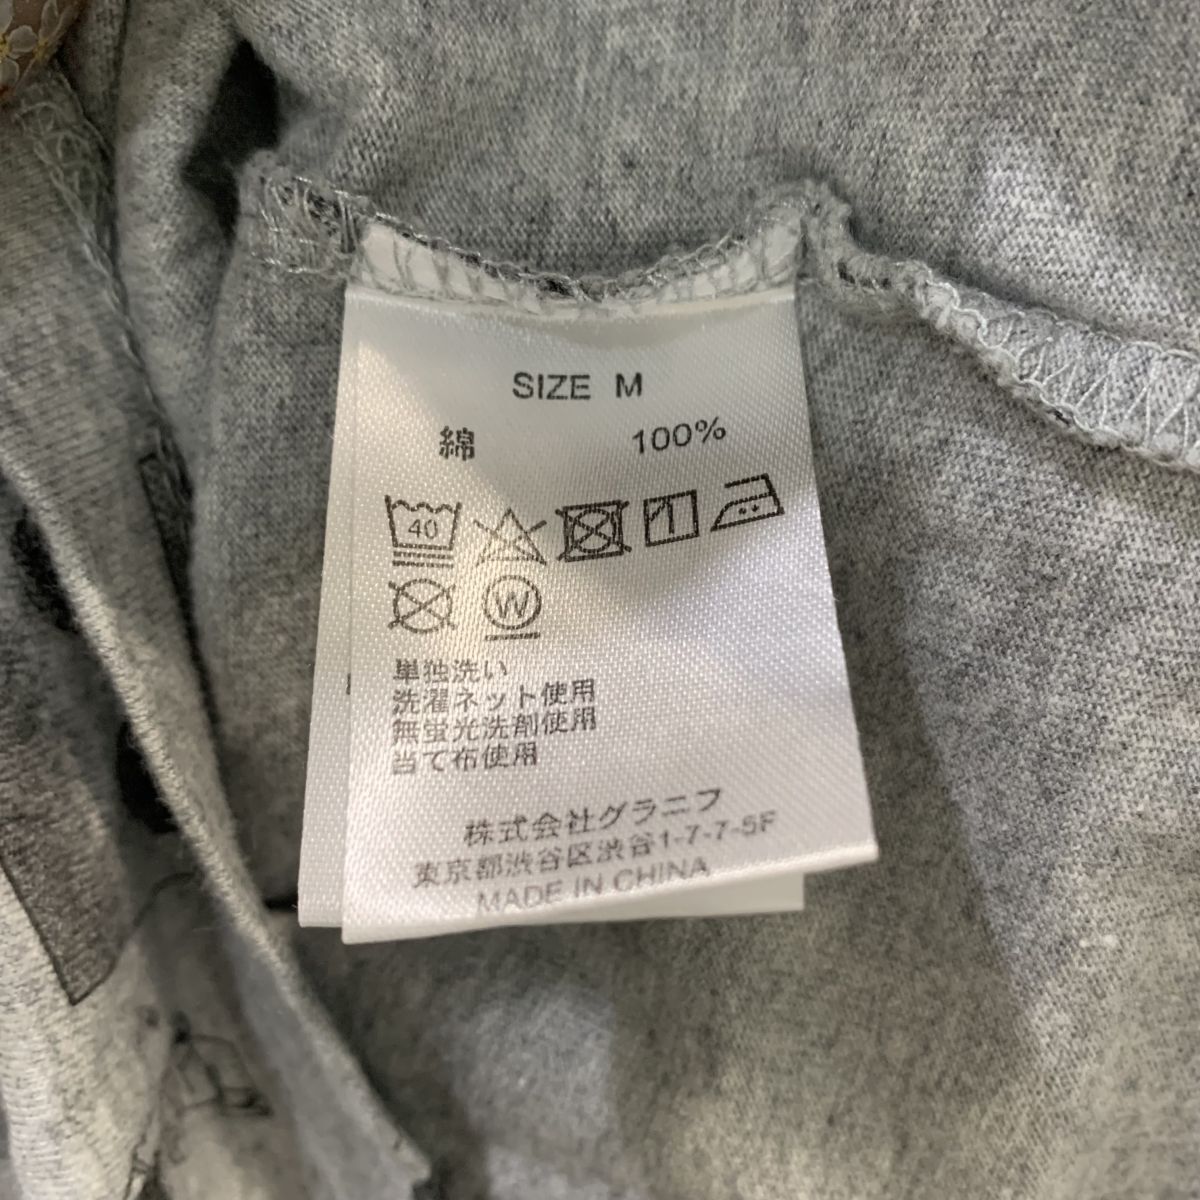 SIZE M
綿 100%
40
W
単独洗い
洗濯ネット使用
無蛍光洗剤使用
当て布使用
株式会社グラニフ
東京都渋谷区渋谷1-7-7-5F
MADE IN CHINA